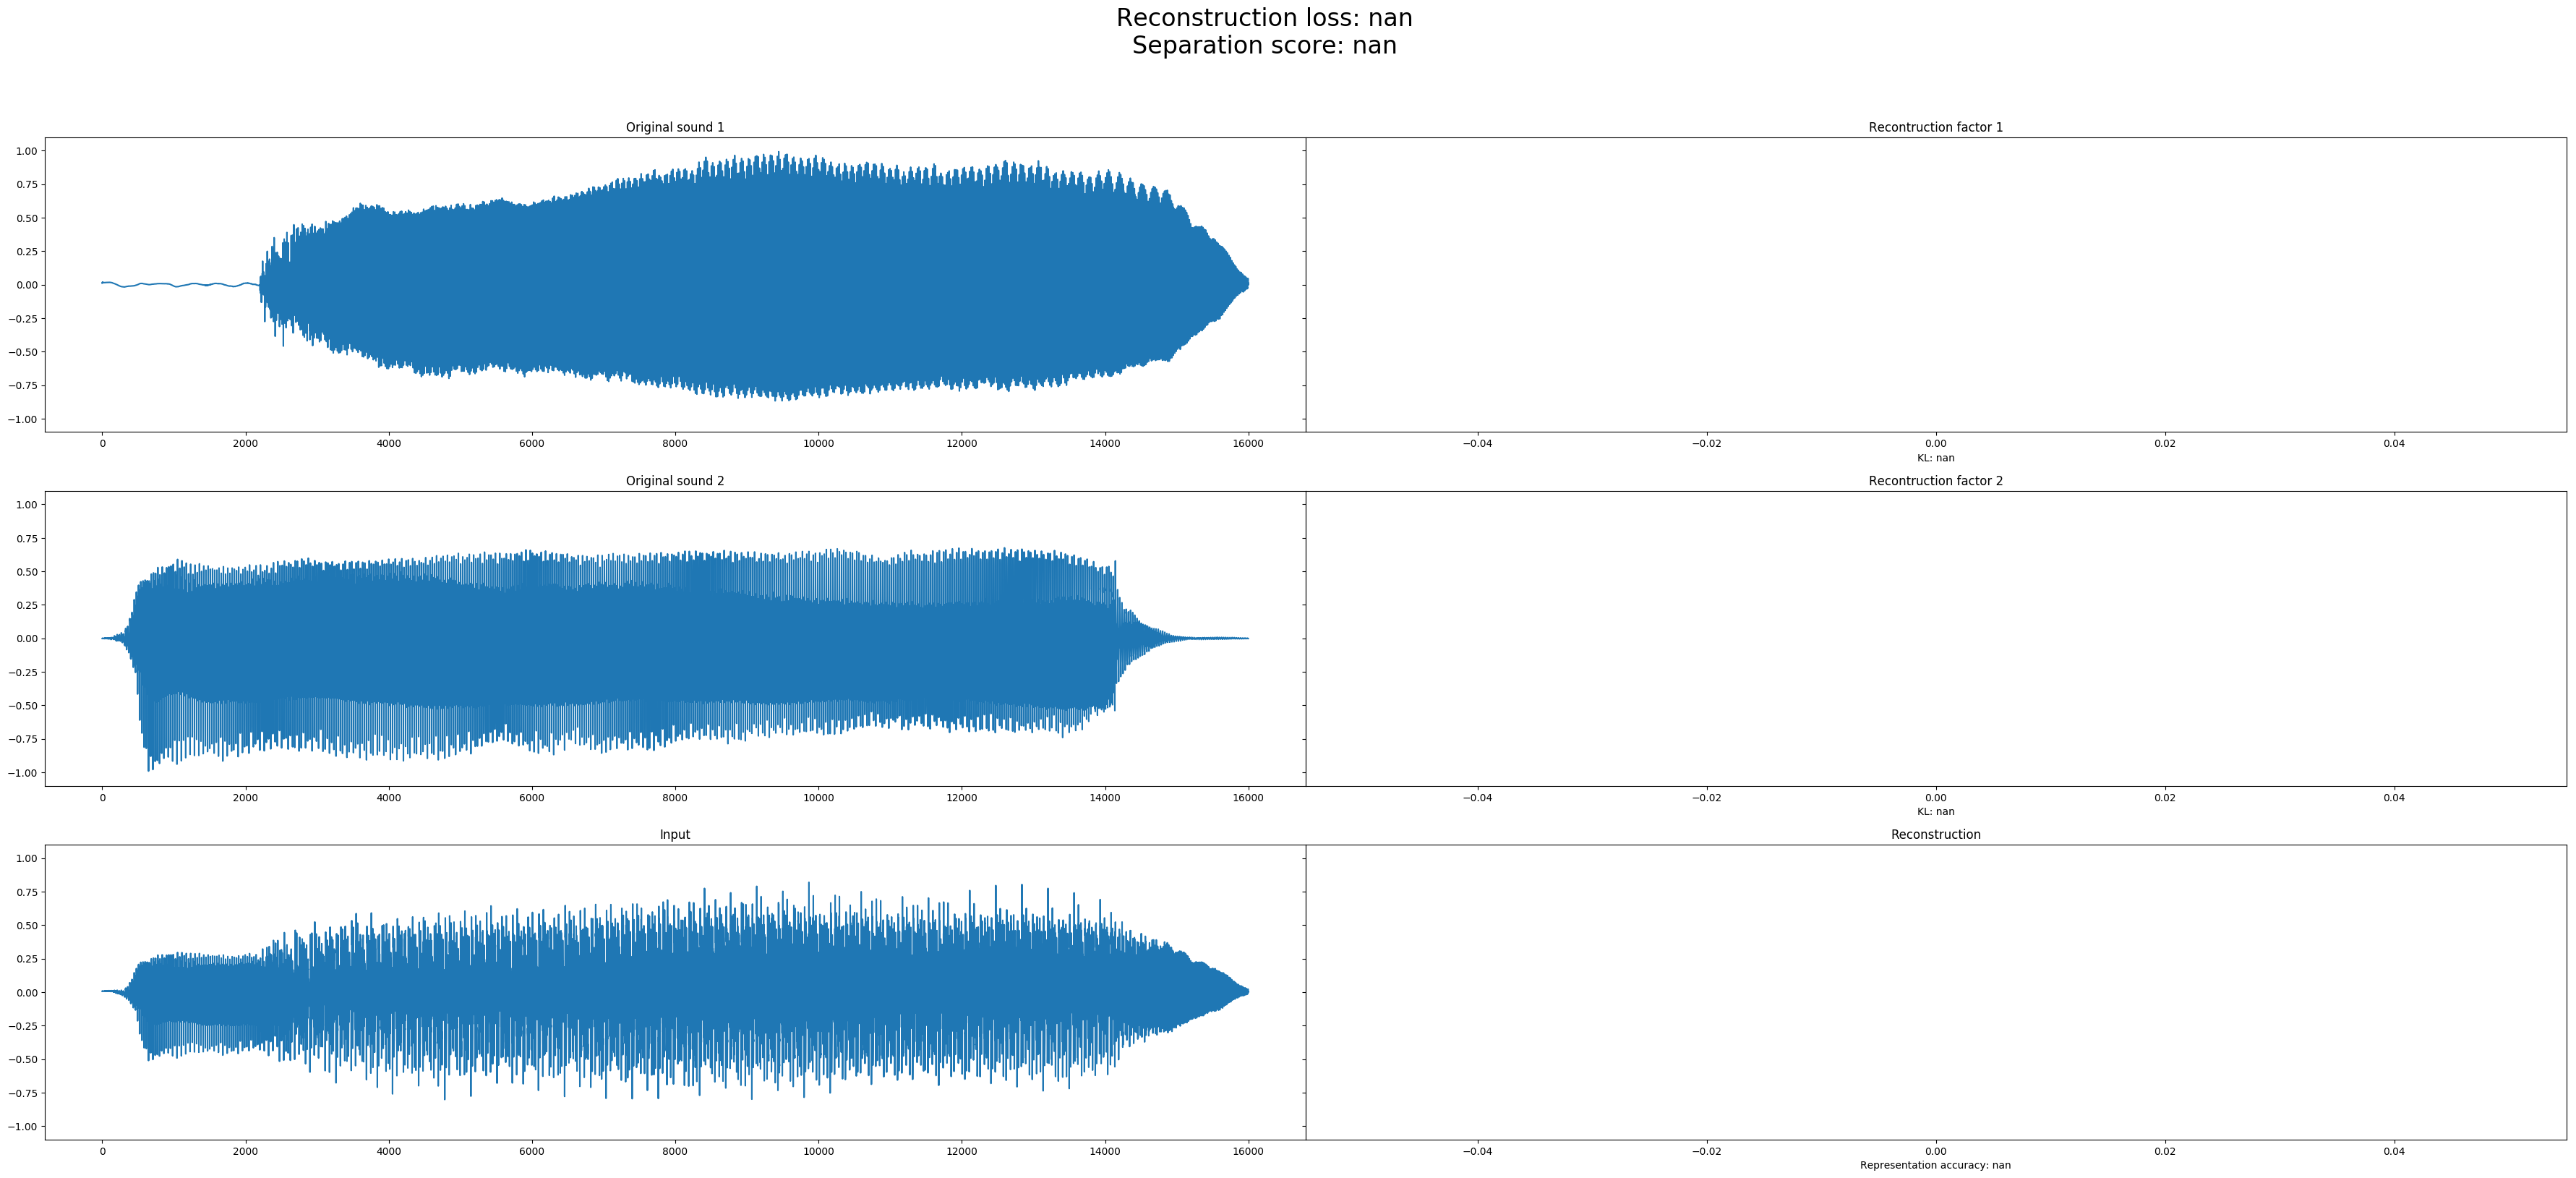 Reconstruction loss: nan
Separation score: nan
Original sound 1
Recontruction factor 1
1.00
0.75
0.50
0.25
0.00
−0.25
−0.50
−0.75
−1.00
0 2000 4000 6000 8000 10000 12000 14000 16000
−0.04 −0.02 0.00 0.02 0.04
KL: nan
Original sound 2
Recontruction factor 2
1.00
0.75
0.50
0.25
0.00
−0.25
−0.50
−0.75
−1.00
0 2000 4000 6000 8000 10000 12000 14000 16000
−0.04 −0.02 0.00 0.02 0.04
KL: nan
Input
Reconstruction
1.00
0.75
0.50
0.25
0.00
−0.25
−0.50
−0.75
−1.00
0 2000 4000 6000 8000 10000 12000 14000 16000
−0.04 −0.02 0.00 0.02 0.04
Representation accuracy: nan